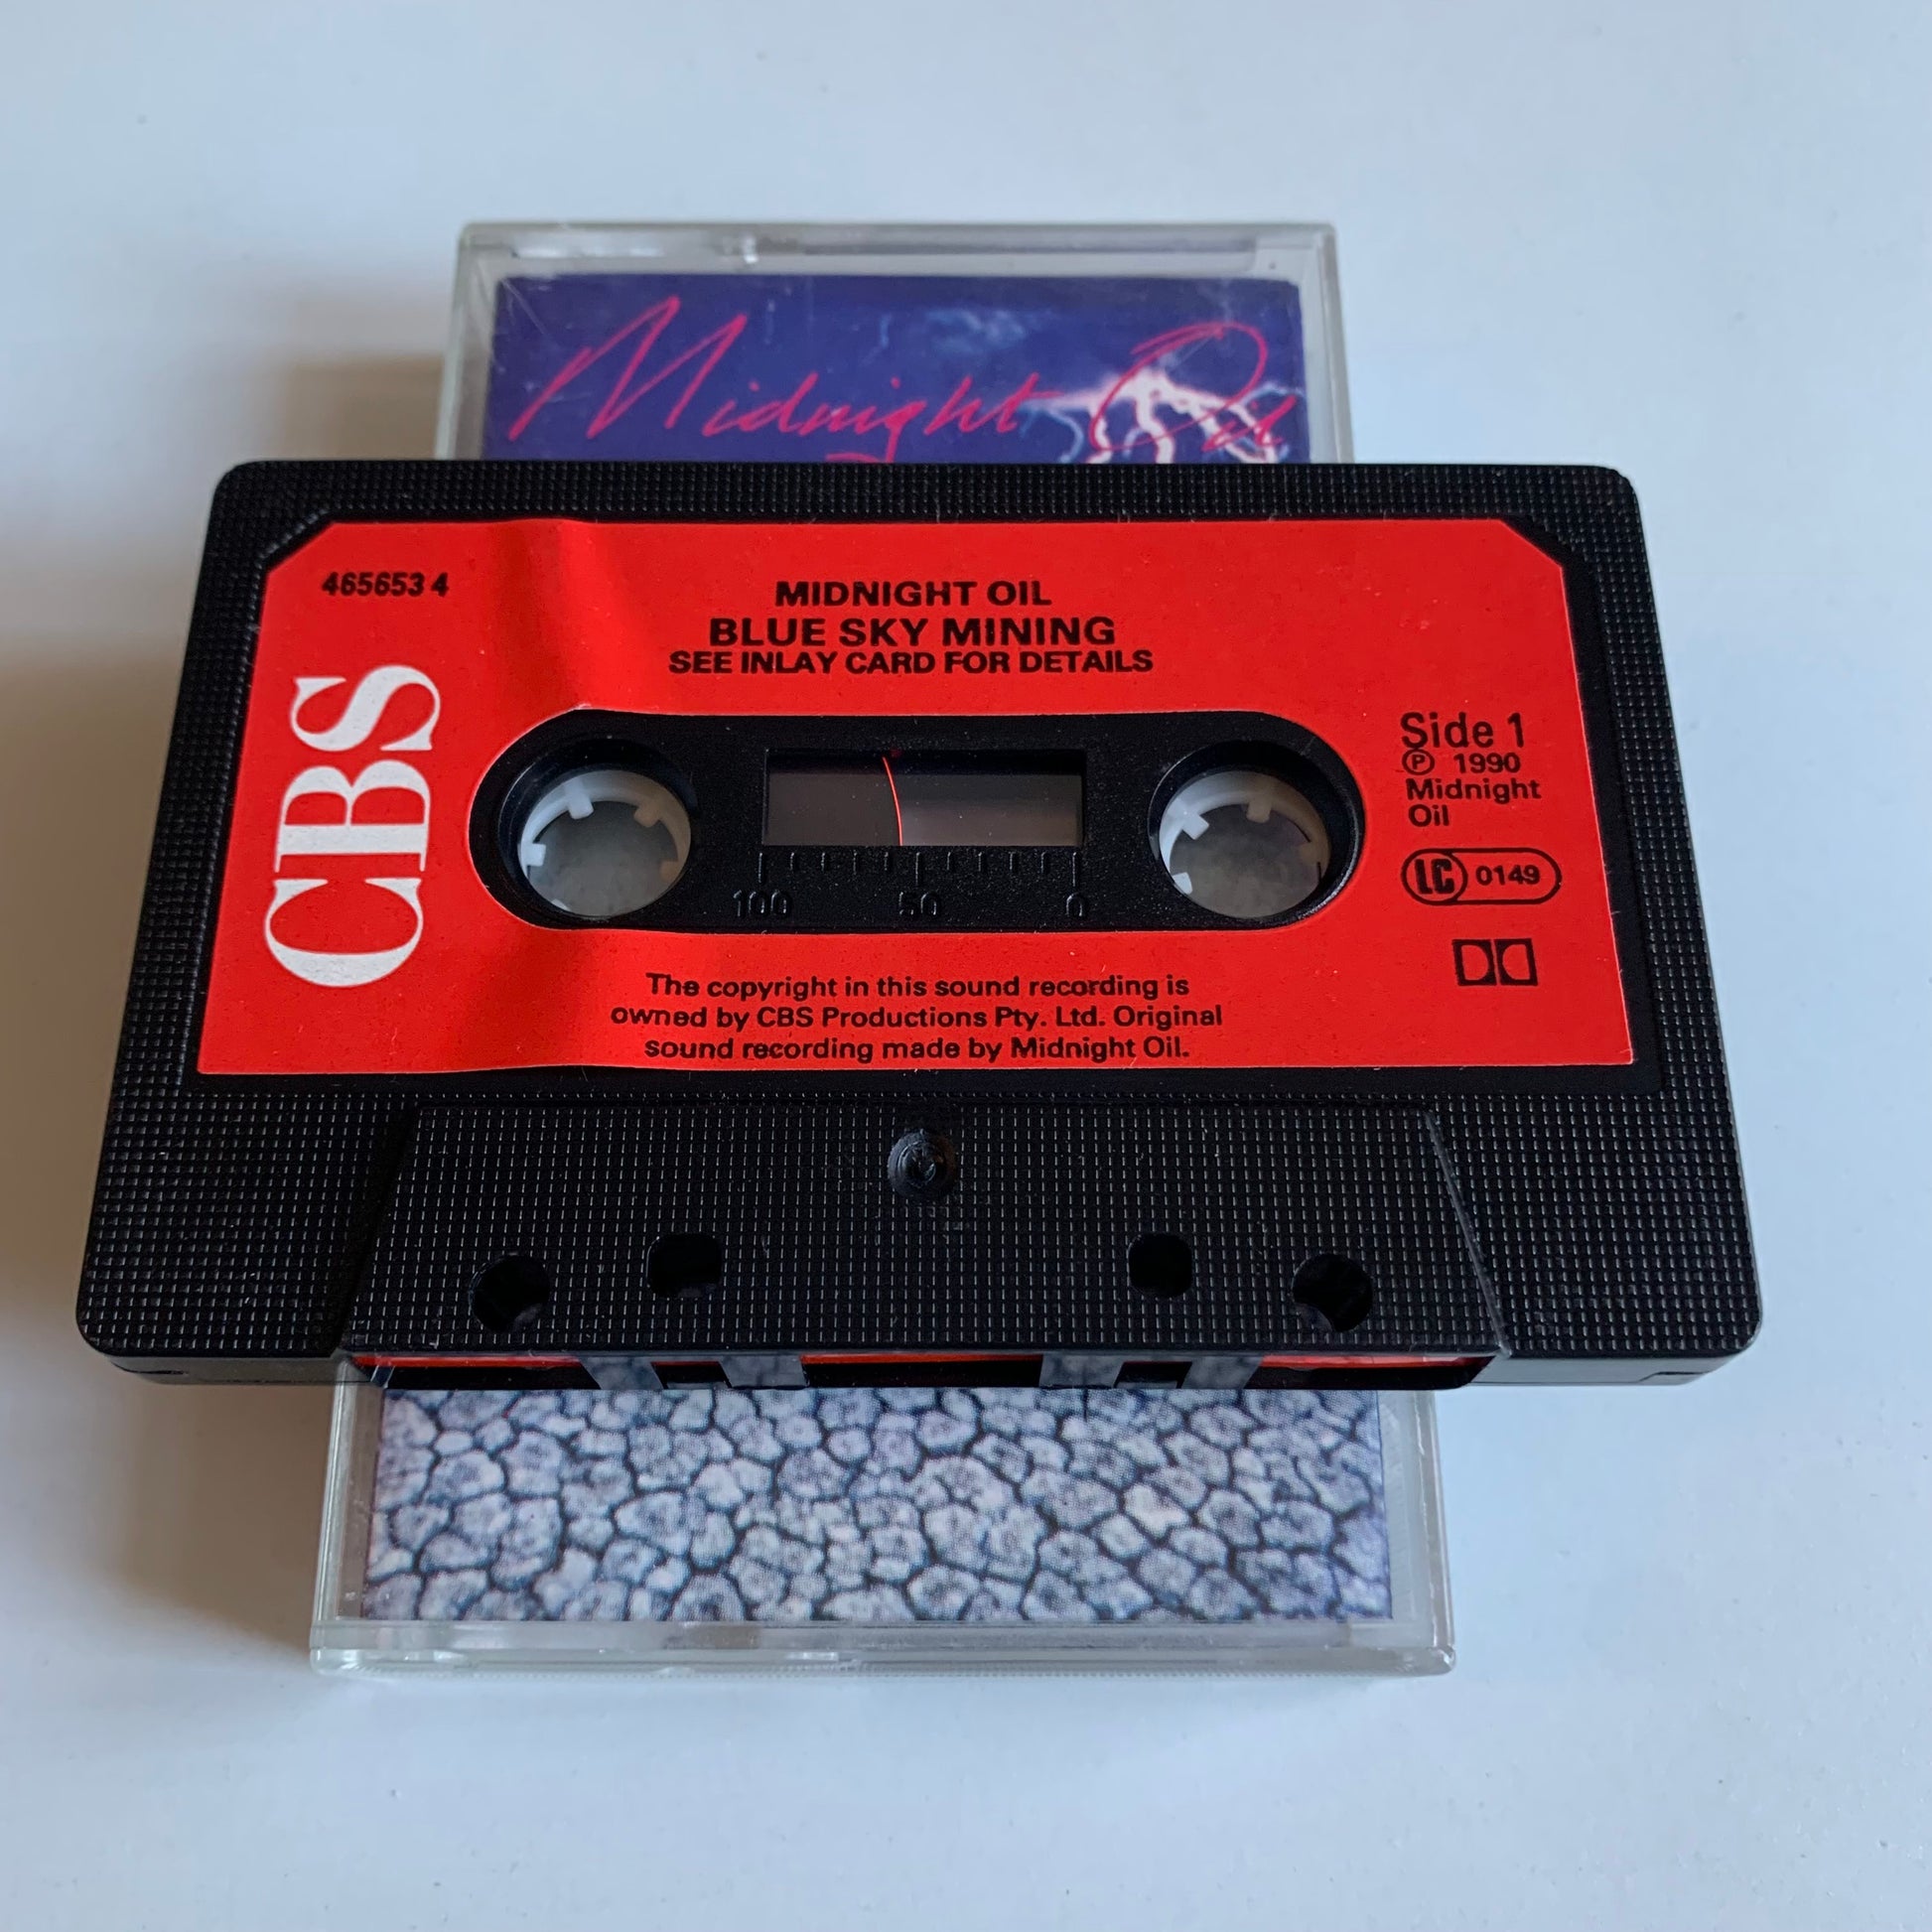 Midnight Oil
465653 4
MIDNIGHT OIL
BLUE SKY MINING
SEE INLAY CARD FOR DETAILS
CBS
Side 1
Ⓟ 1990
Midnight
Oil
LC 0149
100 50 0
The copyright in this sound recording is
owned by CBS Productions Pty. Ltd. Original
sound recording made by Midnight Oil.